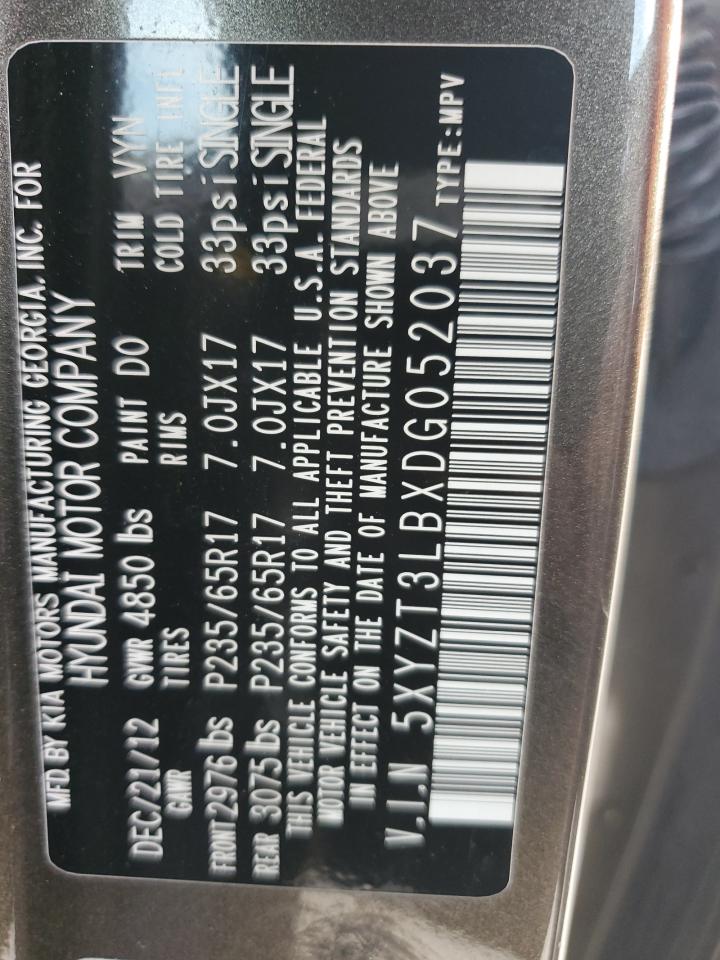 MFD BY KIA MOTORS MANUFACTURING GEORGIA, INC. FOR
HYUNDAI MOTOR COMPANY
DEC/21/12 GVWR 4850 lbs PAINT DO TRIM VYN
GAWR TIRES RIMS COLD TIRE INFL
FRONT 2976 lbs P235/65R17 7.0JX17 33psi SINGLE
REAR 3075 lbs P235/65R17 7.0JX17 33psi SINGLE
THIS VEHICLE CONFORMS TO ALL APPLICABLE U.S.A. FEDERAL
MOTOR VEHICLE SAFETY AND THEFT PREVENTION STANDARDS
IN EFFECT ON THE DATE OF MANUFACTURE SHOWN ABOVE
V.I.N 5XYZT3LBXDG052037 TYPE:MPV